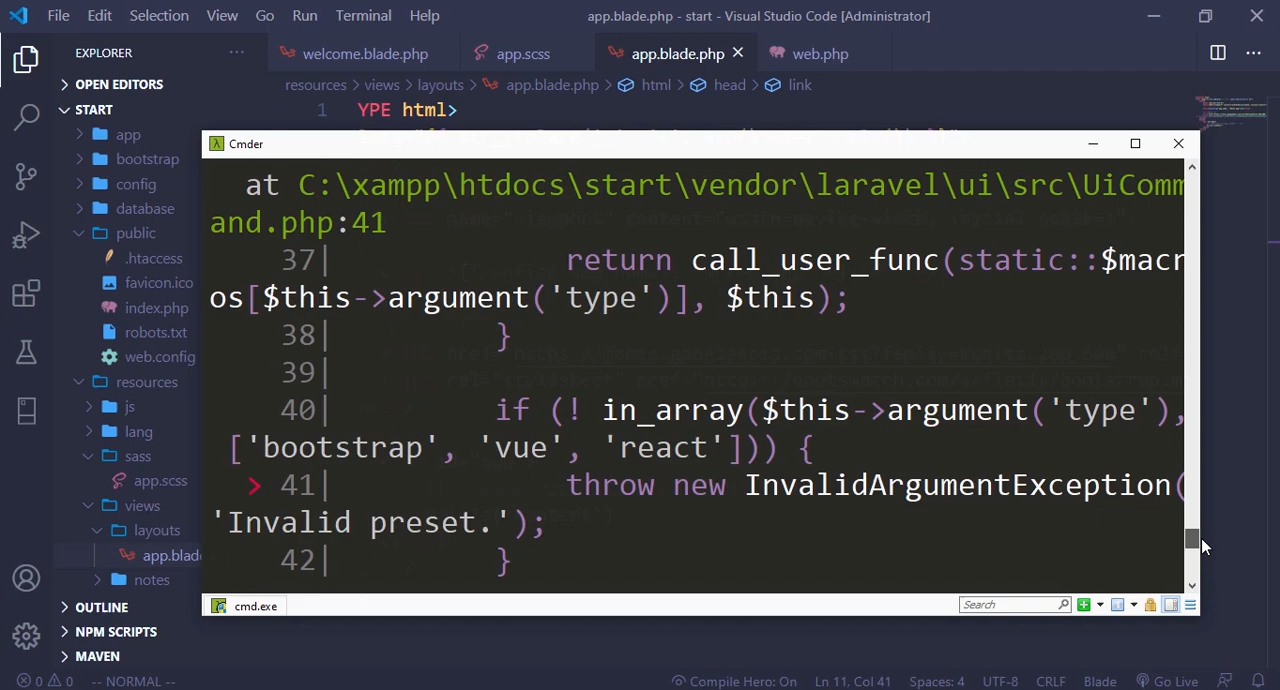 File Edit Selection View Go Run Terminal Help
app.blade.php - start - Visual Studio Code [Administrator]
EXPLORER
welcome.blade.php
app.scss
app.blade.php
web.php
OPEN EDITORS
resources > views > layouts > app.blade.php > html > head > link
START
1 YPE html>
app
bootstrap
config
database
public
.htaccess
favicon.ico
index.php
robots.txt
web.config
resources
js
lang
sass
app.scss
views
layouts
app.blade
notes
OUTLINE
NPM SCRIPTS
MAVEN
Cmder
at C:\xampp\htdocs\start\vendor\laravel\ui\src\UiComm
and.php:41
37| return call_user_func(static::$macr
os[$this->argument('type')], $this);
38| }
39|
40| if (! in_array($this->argument('type'),
['bootstrap', 'vue', 'react'])) {
> 41| throw new InvalidArgumentException(
'Invalid preset.');
42| }
cmd.exe
Search
0 0 -- NORMAL --
Compile Hero: On Ln 11, Col 41 Spaces: 4 UTF-8 CRLF Blade Go Live